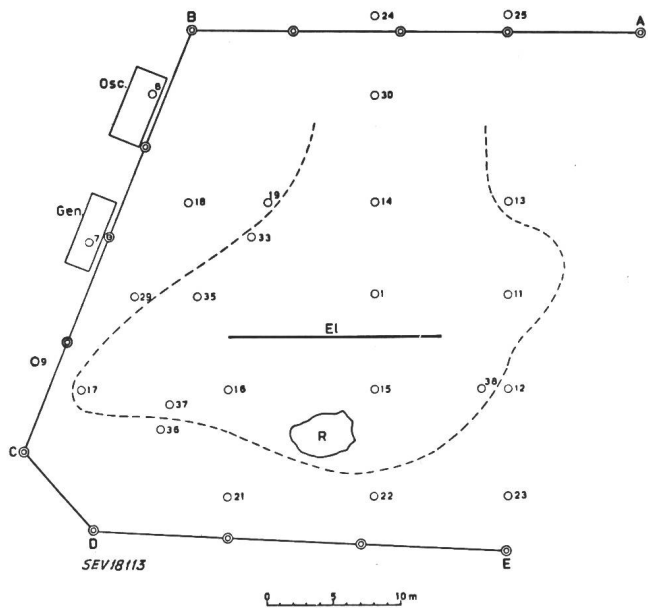 24 25
B A
Osc. 8 30
18 19 14 13
Gen. 7 33
29 35 1 11
El
9
17 16 15 38 12
37
36 R
C
21 22 23
D E
SEV18113
0 5 10 m